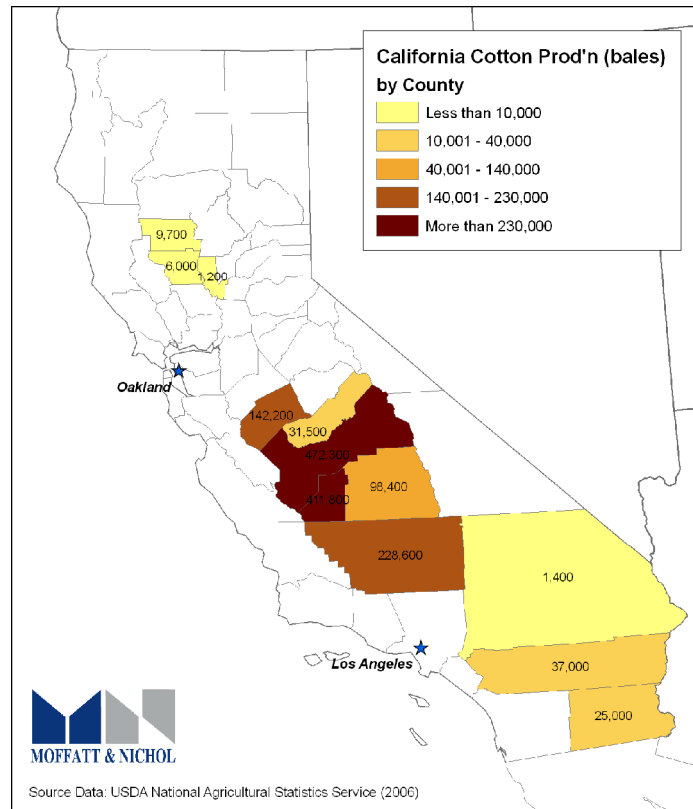 California Cotton Prod'n (bales)
by County
Less than 10,000
10,001 - 40,000
40,001 - 140,000
140,001 - 230,000
More than 230,000
9,700
6,000
1,200
Oakland
142,200
31,500
472,300
411,800
98,400
228,600
1,400
Los Angeles
37,000
25,000
MOFFATT & NICHOL
Source Data: USDA National Agricultural Statistics Service (2006)